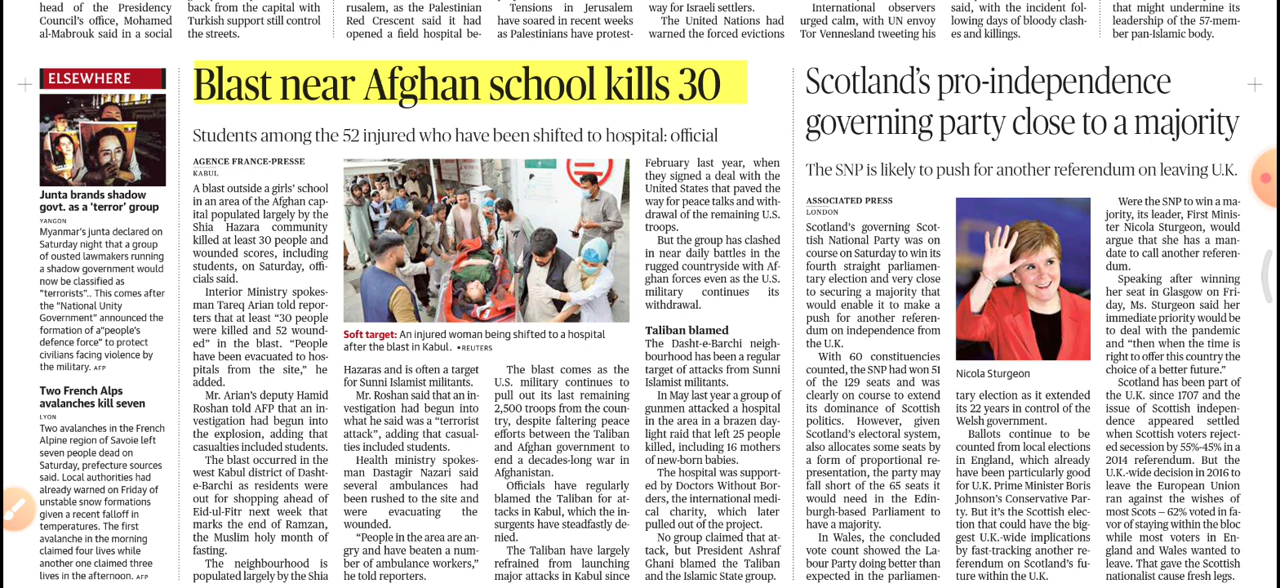 head of the Presidency
Council's office, Mohamed
al-Mabrouk said in a social
back from the capital with
Turkish support still control
the streets.
rusalem, as the Palestinian
Red Crescent said it had
opened a field hospital be-
Tensions in Jerusalem
have soared in recent weeks
as Palestinians have protest-
way for Israeli settlers.
The United Nations had
warned the forced evictions
International observers
urged calm, with UN envoy
Tor Vennesland tweeting his
said, with the incident fol-
lowing days of bloody clash-
es and killings.
that might undermine its
leadership of the 57-mem-
ber pan-Islamic body.
ELSEWHERE
Junta brands shadow
govt. as a 'terror' group
YANGON
Myanmar's junta declared on
Saturday night that a group
of ousted lawmakers running
a shadow government would
now be classified as
"terrorists".. This comes after
the "National Unity
Government" announced the
formation of a"people's
defence force" to protect
civilians facing violence by
the military. AFP
Two French Alps
avalanches kill seven
LYON
Two avalanches in the French
Alpine region of Savoie left
seven people dead on
Saturday, prefecture sources
said. Local authorities had
already warned on Friday of
unstable snow formations
given a recent falloff in
temperatures. The first
avalanche in the morning
claimed four lives while
another one claimed three
lives in the afternoon. AFP
Blast near Afghan school kills 30
Students among the 52 injured who have been shifted to hospital: official
AGENCE FRANCE-PRESSE
KABUL
A blast outside a girls' school
in an area of the Afghan cap-
ital populated largely by the
Shia Hazara community
killed at least 30 people and
wounded scores, including
students, on Saturday, offi-
cials said.
Interior Ministry spokes-
man Tareq Arian told repor-
ters that at least "30 people
were killed and 52 wound-
ed" in the blast. "People
have been evacuated to hos-
pitals from the site," he
added.
Mr. Arian's deputy Hamid
Roshan told AFP that an in-
vestigation had begun into
the explosion, adding that
casualties included students.
The blast occurred in the
west Kabul district of Dasht-
e-Barchi as residents were
out for shopping ahead of
Eid-ul-Fitr next week that
marks the end of Ramzan,
the Muslim holy month of
fasting.
The neighbourhood is
populated largely by the Shia
Soft target: An injured woman being shifted to a hospital
after the blast in Kabul. •REUTERS
Hazaras and is often a target
for Sunni Islamist militants.
Mr. Roshan said that an in-
vestigation had begun into
what he said was a "terrorist
attack", adding that casual-
ties included students.
Health ministry spokes-
man Dastagir Nazari said
several ambulances had
been rushed to the site and
were evacuating the
wounded.
"People in the area are an-
gry and have beaten a num-
ber of ambulance workers,"
he told reporters.
The blast comes as the
U.S. military continues to
pull out its last remaining
2,500 troops from the coun-
try, despite faltering peace
efforts between the Taliban
and Afghan government to
end a decades-long war in
Afghanistan.
Officials have regularly
blamed the Taliban for at-
tacks in Kabul, which the in-
surgents have steadfastly de-
nied.
The Taliban have largely
refrained from launching
major attacks in Kabul since
February last year, when
they signed a deal with the
United States that paved the
way for peace talks and with-
drawal of the remaining U.S.
troops.
But the group has clashed
in near daily battles in the
rugged countryside with Af-
ghan forces even as the U.S.
military continues its
withdrawal.
Taliban blamed
The Dasht-e-Barchi neigh-
bourhood has been a regular
target of attacks from Sunni
Islamist militants.
In May last year a group of
gunmen attacked a hospital
in the area in a brazen day-
light raid that left 25 people
killed, including 16 mothers
of new-born babies.
The hospital was support-
ed by Doctors Without Bor-
ders, the international medi-
cal charity, which later
pulled out of the project.
No group claimed that at-
tack, but President Ashraf
Ghani blamed the Taliban
and the Islamic State group.
Scotland's pro-independence
governing party close to a majority
The SNP is likely to push for another referendum on leaving U.K.
ASSOCIATED PRESS
LONDON
Scotland's governing Scot-
tish National Party was on
course on Saturday to win its
fourth straight parliamen-
tary election and very close
to securing a majority that
would enable it to make a
push for another referen-
dum on independence from
the U.K.
With 60 constituencies
counted, the SNP had won 51
of the 129 seats and was
clearly on course to extend
its dominance of Scottish
politics. However, given
Scotland's electoral system,
also allocates some seats by
a form of proportional re-
presentation, the party may
fall short of the 65 seats it
would need in the Edin-
burgh-based Parliament to
have a majority.
In Wales, the concluded
vote count showed the La-
bour Party doing better than
expected in the parliamen-
Nicola Sturgeon
tary election as it extended
its 22 years in control of the
Welsh government.
Ballots continue to be
counted from local elections
in England, which already
have been particularly good
for U.K. Prime Minister Boris
Johnson's Conservative Par-
ty. But it's the Scottish elec-
tion that could have the big-
gest U.K.-wide implications
by fast-tracking another re-
ferendum on Scotland's fu-
ture within the U.K.
Were the SNP to win a ma-
jority, its leader, First Minis-
ter Nicola Sturgeon, would
argue that she has a man-
date to call another referen-
dum.
Speaking after winning
her seat in Glasgow on Fri-
day, Ms. Sturgeon said her
immediate priority would be
to deal with the pandemic
and "then when the time is
right to offer this country the
choice of a better future."
Scotland has been part of
the U.K. since 1707 and the
issue of Scottish indepen-
dence appeared settled
when Scottish voters reject-
ed secession by 55%-45% in a
2014 referendum. But the
U.K.-wide decision in 2016 to
leave the European Union
ran against the wishes of
most Scots – 62% voted in fa-
vor of staying within the bloc
while most voters in En-
gland and Wales wanted to
leave. That gave the Scottish
nationalist cause fresh legs.